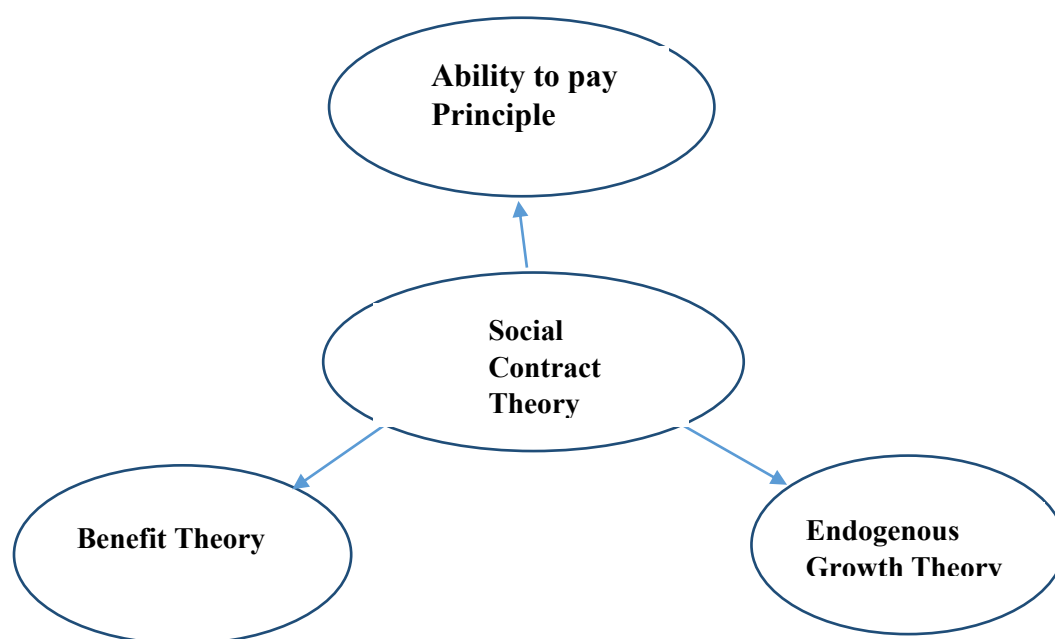 Ability to pay
Principle
Social
Contract
Theory
Benefit Theory
Endogenous
Growth Theory